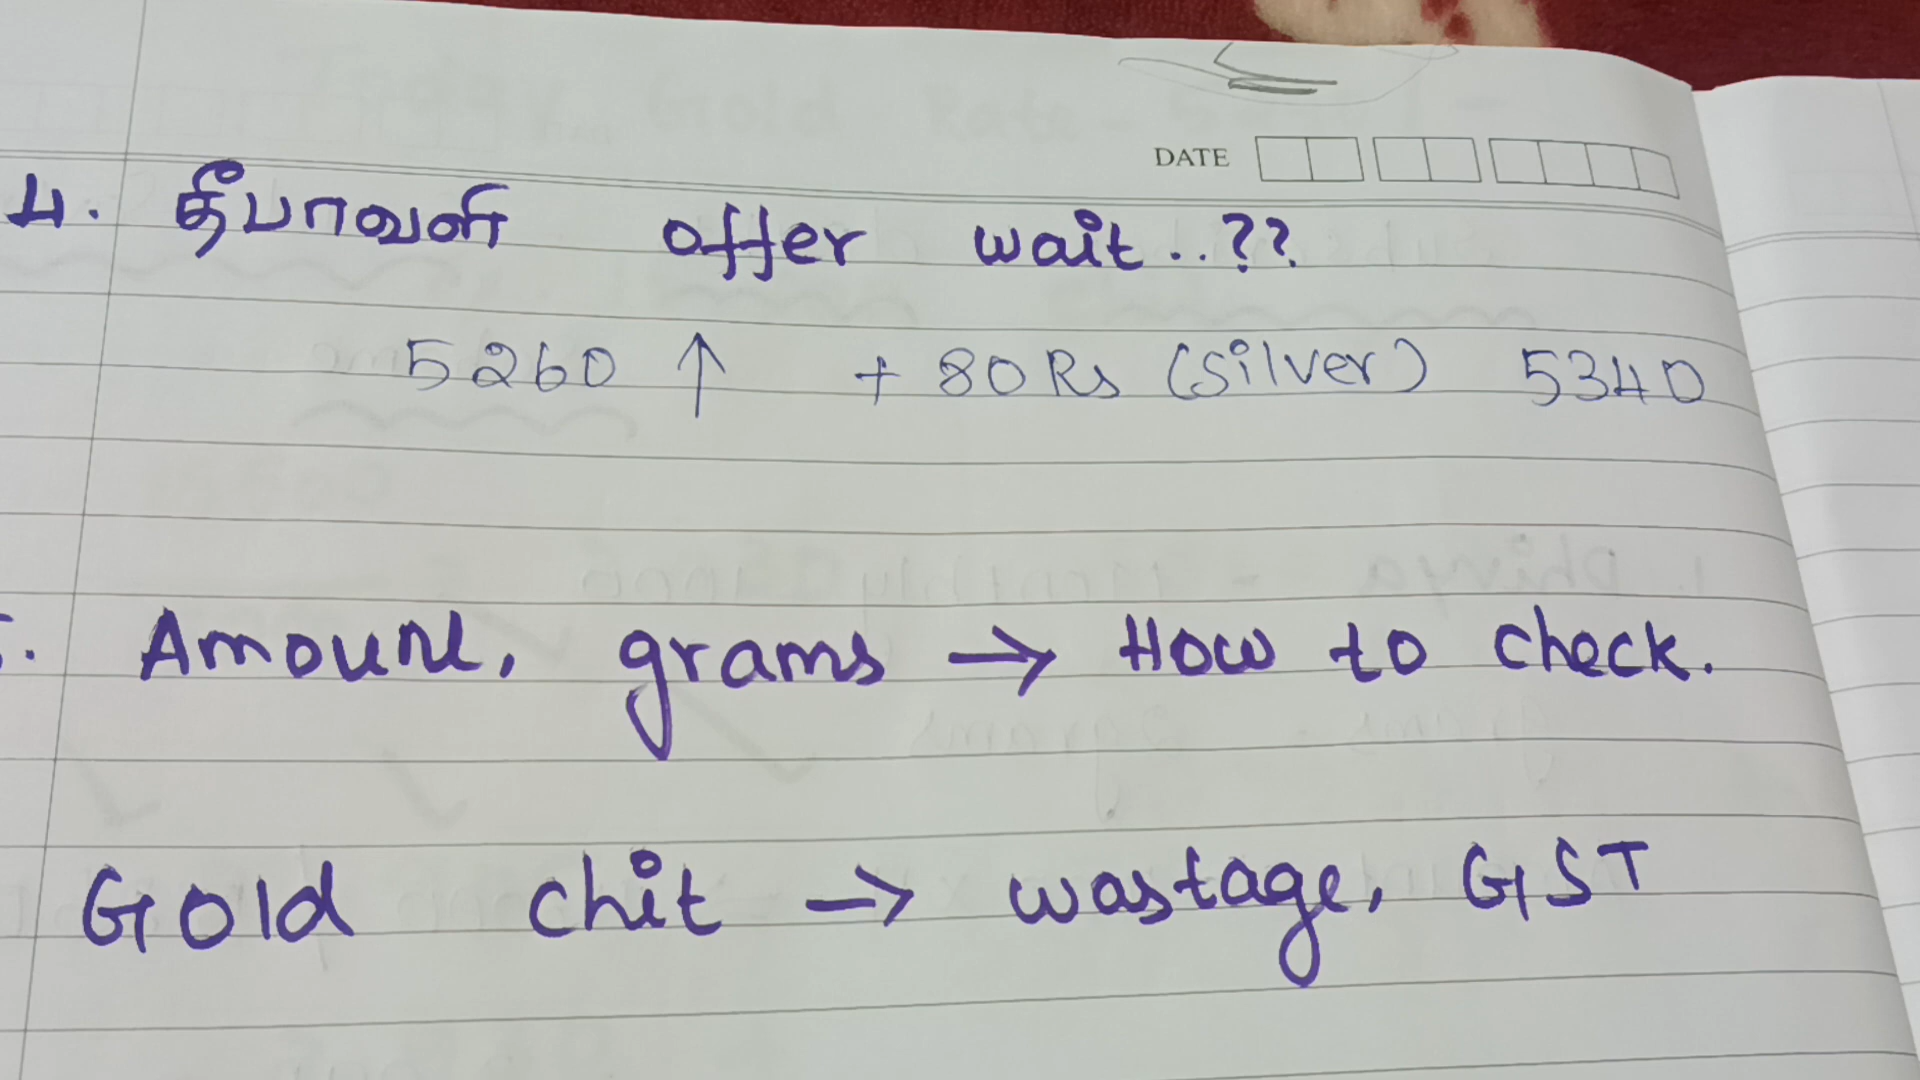 DATE
4. தீபாவளி offer wait..??
5260 ↑ + 80 Rs (silver) 5340
5. Amount, grams → How to check.
Gold chit → wastage, GST